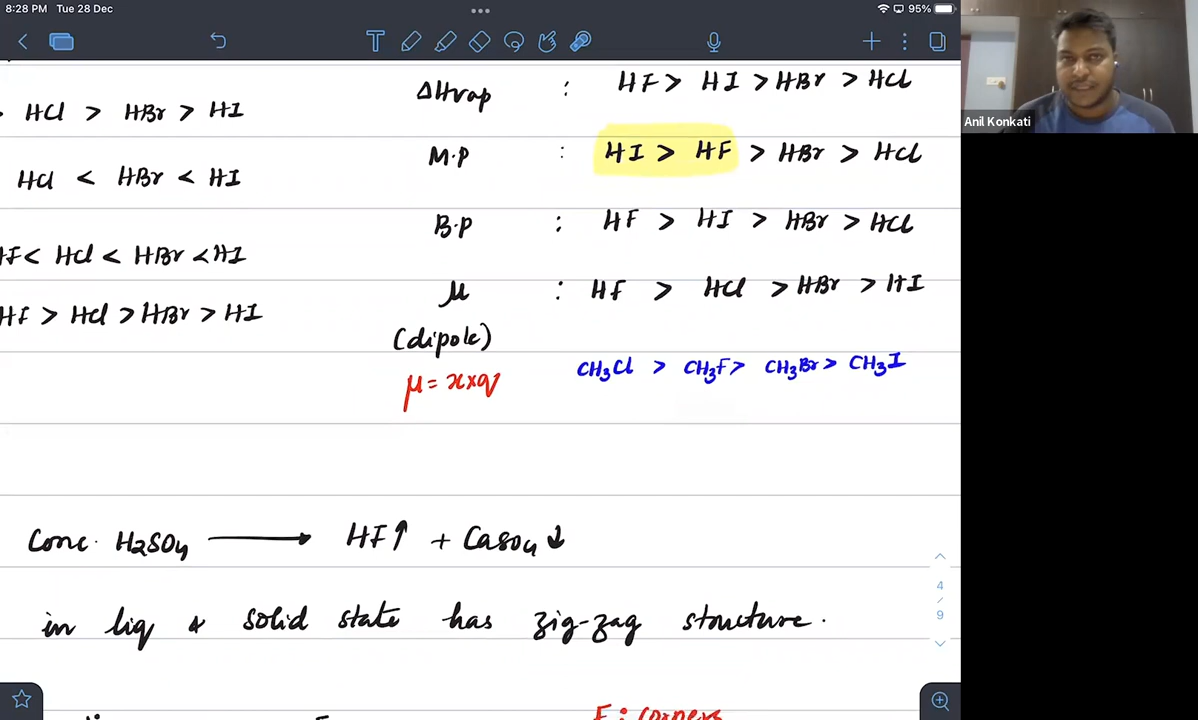 8:28 PM Tue 28 Dec
95%
Anil Konkati
HCl > HBr > HI
HCl < HBr < HI
HF < HCl < HBr < HI
HF > HCl > HBr > HI
ΔHvap : HF > HI > HBr > HCl
M.P : HI > HF > HBr > HCl
B.P : HF > HI > HBr > HCl
μ : HF > HCl > HBr > HI
(dipole)
CH3Cl > CH3F > CH3Br > CH3I
μ = x×q
Conc. H2SO4 ⟶ HF↑ + CaSO4↓
in liq & solid state has zig-zag structure.
4
/
9
F : corners